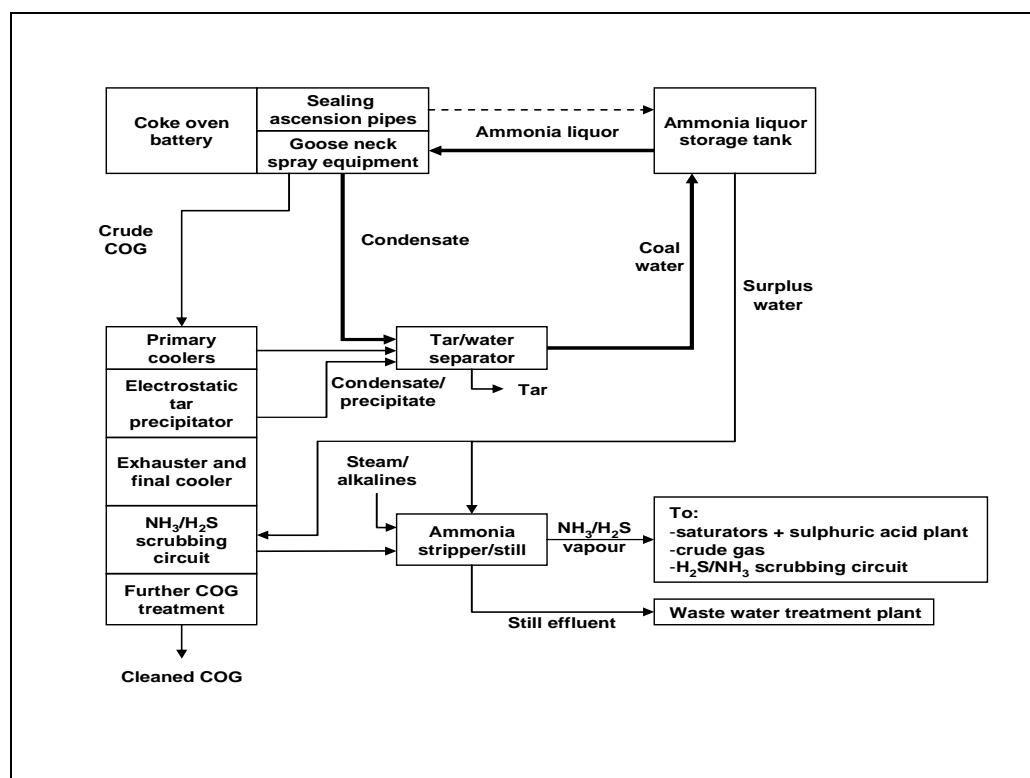 Coke oven
battery
Sealing
ascension pipes
Goose neck
spray equipment
Ammonia liquor
Ammonia liquor
storage tank
Crude
COG
Condensate
Coal
water
Surplus
water
Primary
coolers
Tar/water
separator
Electrostatic
tar
precipitator
Condensate/
precipitate
Tar
Exhauster and
final cooler
Steam/
alkalines
NH₃/H₂S
scrubbing
circuit
Ammonia
stripper/still
NH₃/H₂S
vapour
To:
-saturators + sulphuric acid plant
-crude gas
-H₂S/NH₃ scrubbing circuit
Further COG
treatment
Still effluent
Waste water treatment plant
Cleaned COG